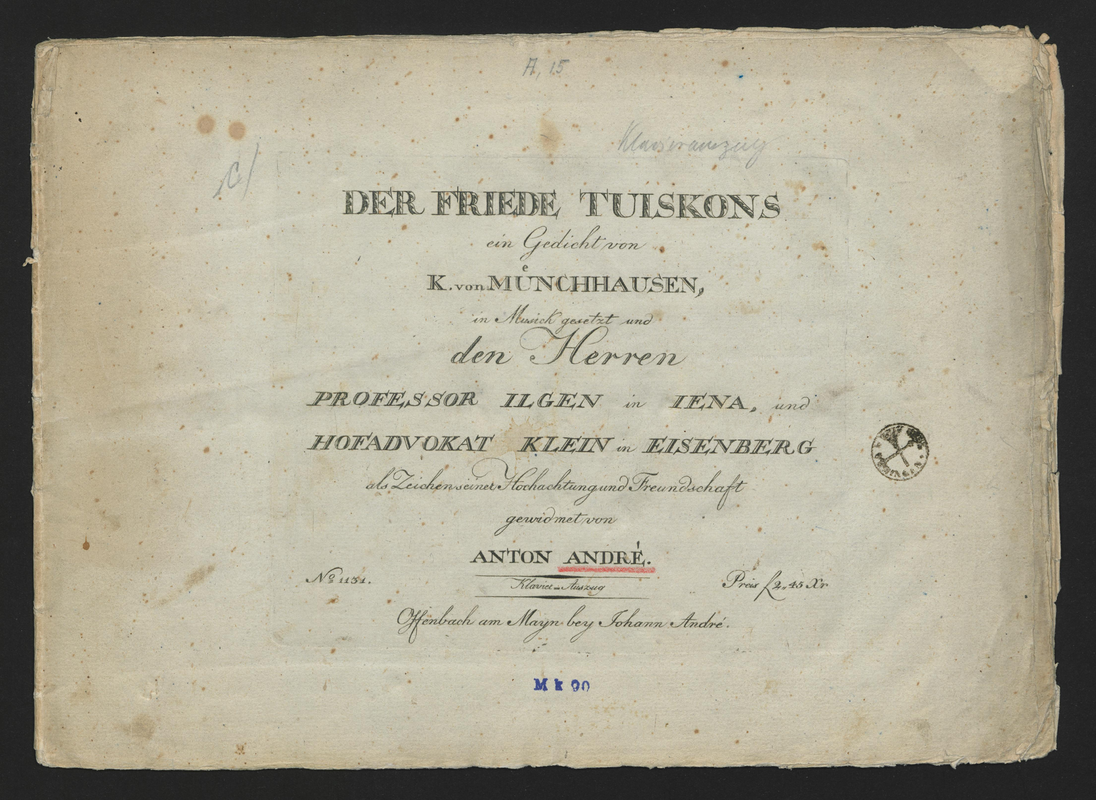 A, 15
Klavierauszug
C/
DER FRIEDE TUISKONS
ein Gedicht von
K. von MUͤNCHHAUSEN,
in Musick gesetzt und
den Herren
PROFESSOR ILGEN in IENA, und
HOFADVOKAT KLEIN in EISENBERG
als Zeichen seiner Hochachtung und Freundschaft
gewidmet von
ANTON ANDRÉ.
No 1151.
Klavier-Auszug
Preis f 2,, 45 Xr
Offenbach am Mayn bey Johann André.
Mk 90